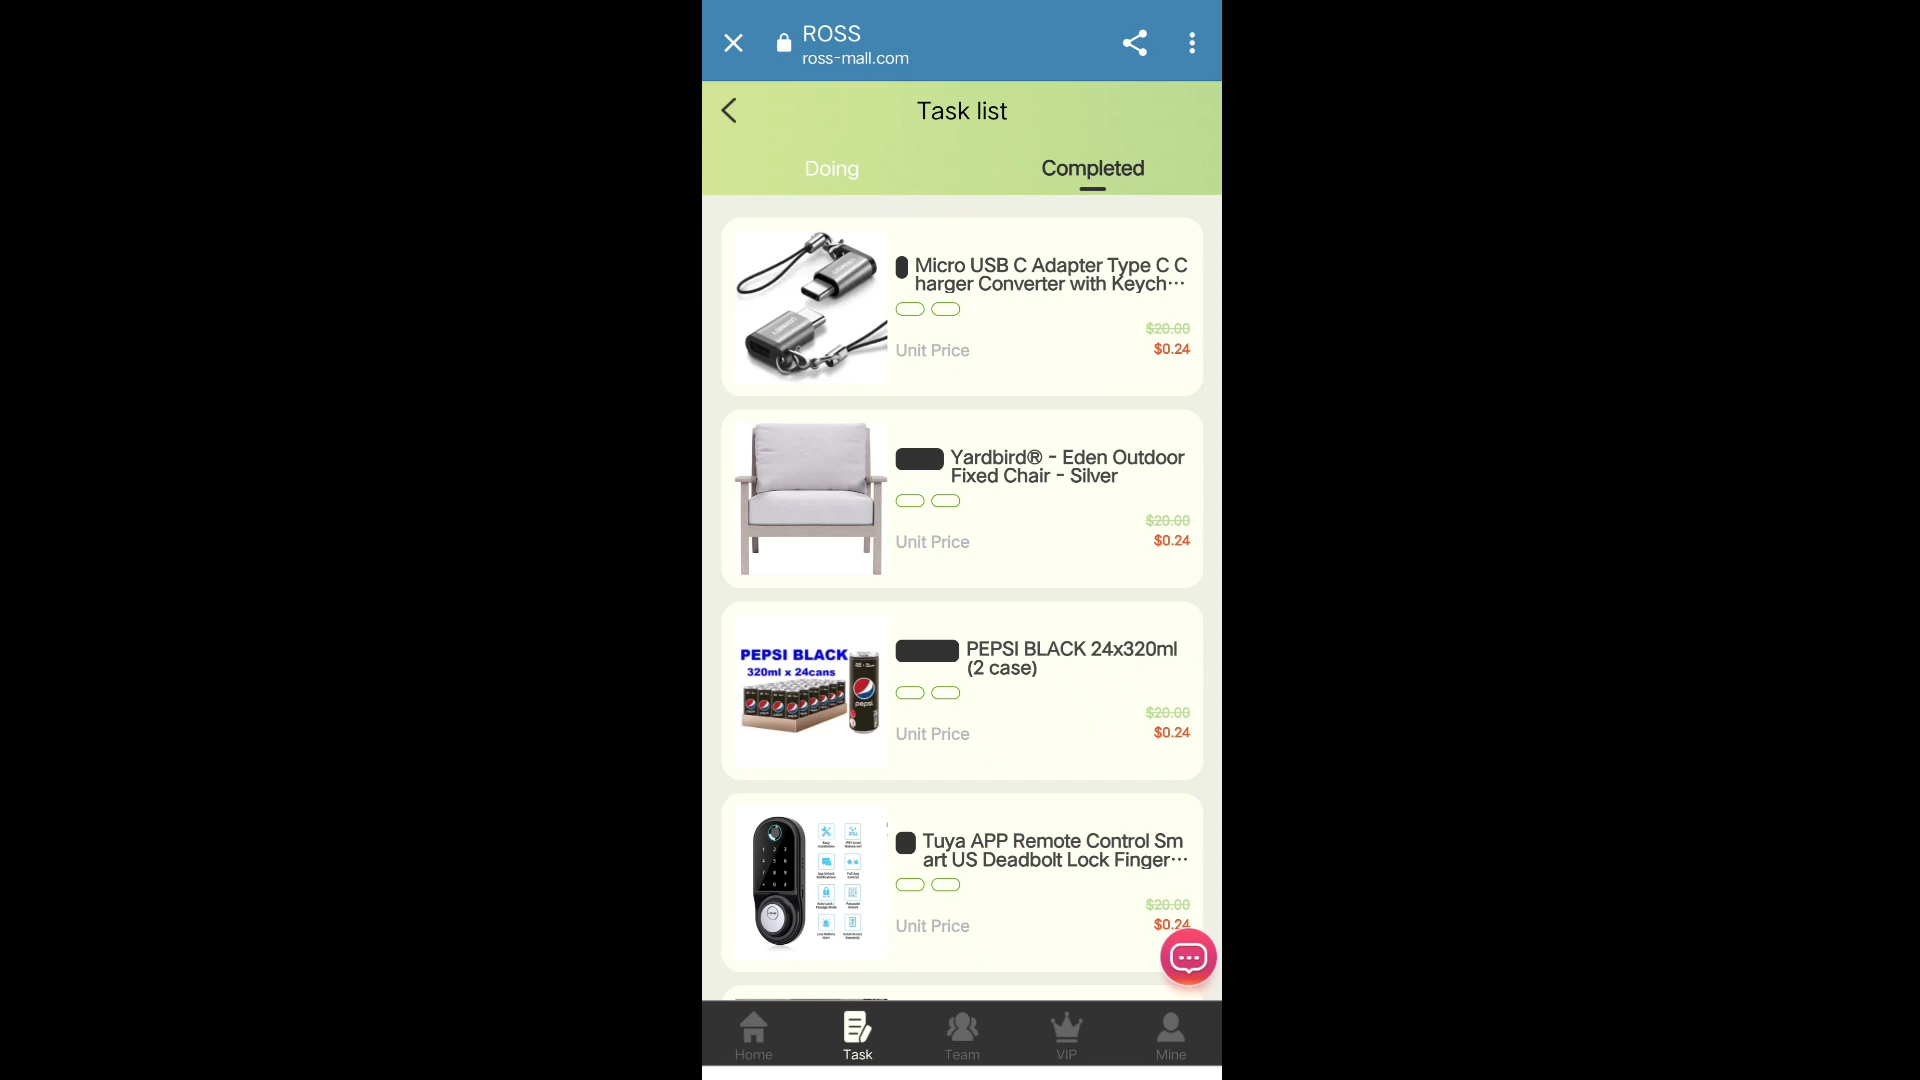 ROSS
ross-mall.com
Task list
Doing
Completed
Micro USB C Adapter Type C C
harger Converter with Keych···
$20.00
Unit Price
$0.24
Yardbird® - Eden Outdoor
Fixed Chair - Silver
$20.00
Unit Price
$0.24
PEPSI BLACK
320ml x 24cans
pepsi
PEPSI BLACK 24x320ml
(2 case)
$20.00
Unit Price
$0.24
Tuya APP Remote Control Sm
art US Deadbolt Lock Finger···
$20.00
Unit Price
$0.24
Home
Task
Team
VIP
Mine